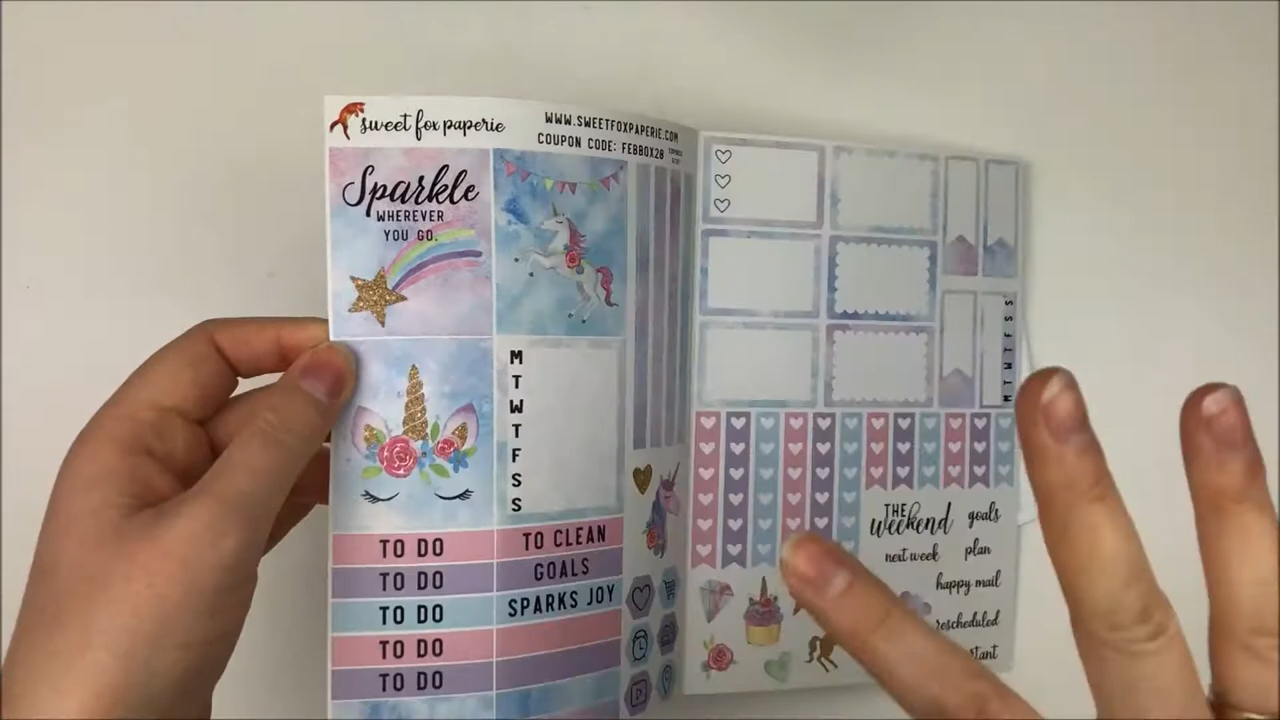 sweet fox paperie
WWW.SWEETFOXPAPERIE.COM
COUPON CODE: FEBBOX28
Sparkle
WHEREVER
YOU GO.
M
T
W
T
F
S
S
TO DO
TO CLEAN
TO DO
GOALS
TO DO
SPARKS JOY
TO DO
TO DO
M T W T F S S
THE
weekend
goals
next week
plan
happy mail
rescheduled